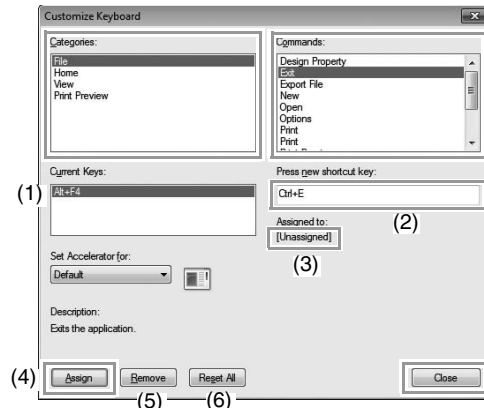 Customize Keyboard
Categories:
File
Home
View
Print Preview
Commands:
Design Property
Exit
Export File
New
Open
Options
Print
Print
Current Keys:
(1)
Alt+F4
Press new shortcut key:
Ctrl+E
(2)
Assigned to:
[Unassigned]
(3)
Set Accelerator for:
Default
Description:
Exits the application.
(4)
Assign
Remove
Reset All
Close
(5)
(6)